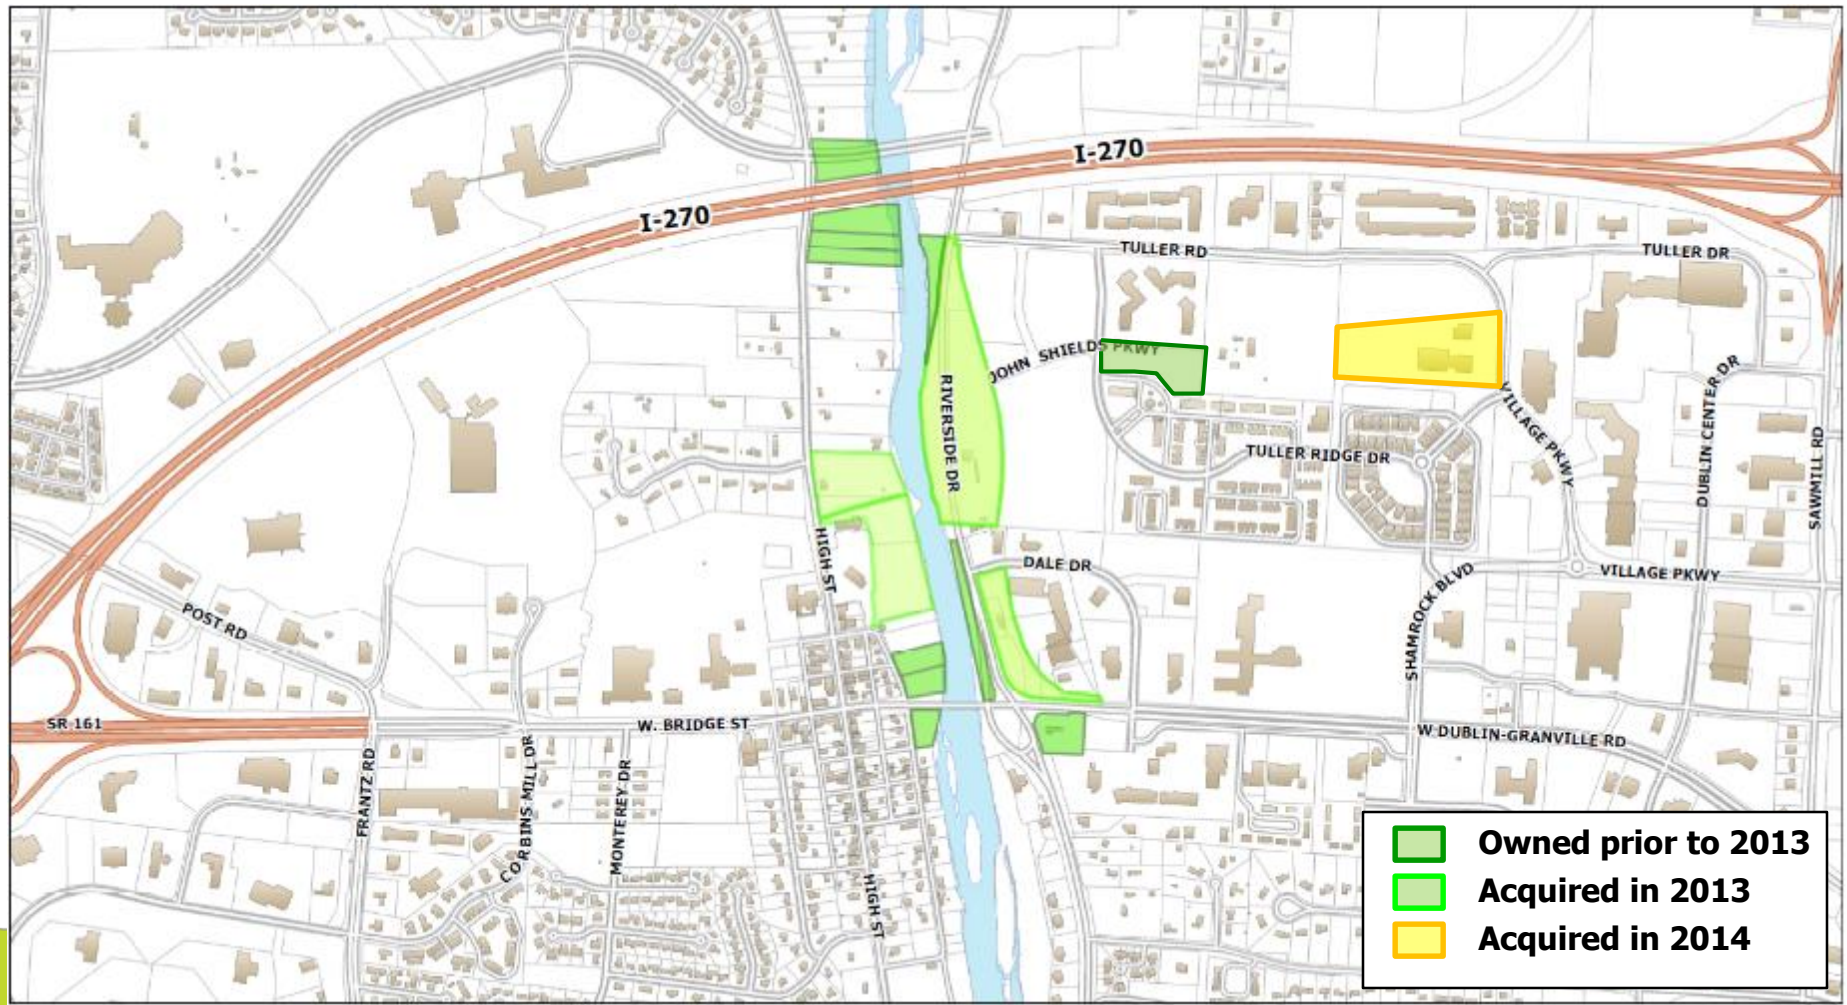 I-270
I-270
TULLER RD
TULLER DR
JOHN SHIELDS PKWY
RIVERSIDE DR
VILLAGE PKWY
DUBLIN CENTER DR
SAWMILL RD
TULLER RIDGE DR
HIGH ST
DALE DR
VILLAGE PKWY
SHAMROCK BLVD
POST RD
SR 161
W. BRIDGE ST
W DUBLIN-GRANVILLE RD
FRANTZ RD
CORBINS MILL DR
MONTEREY DR
HIGH ST
Owned prior to 2013
Acquired in 2013
Acquired in 2014